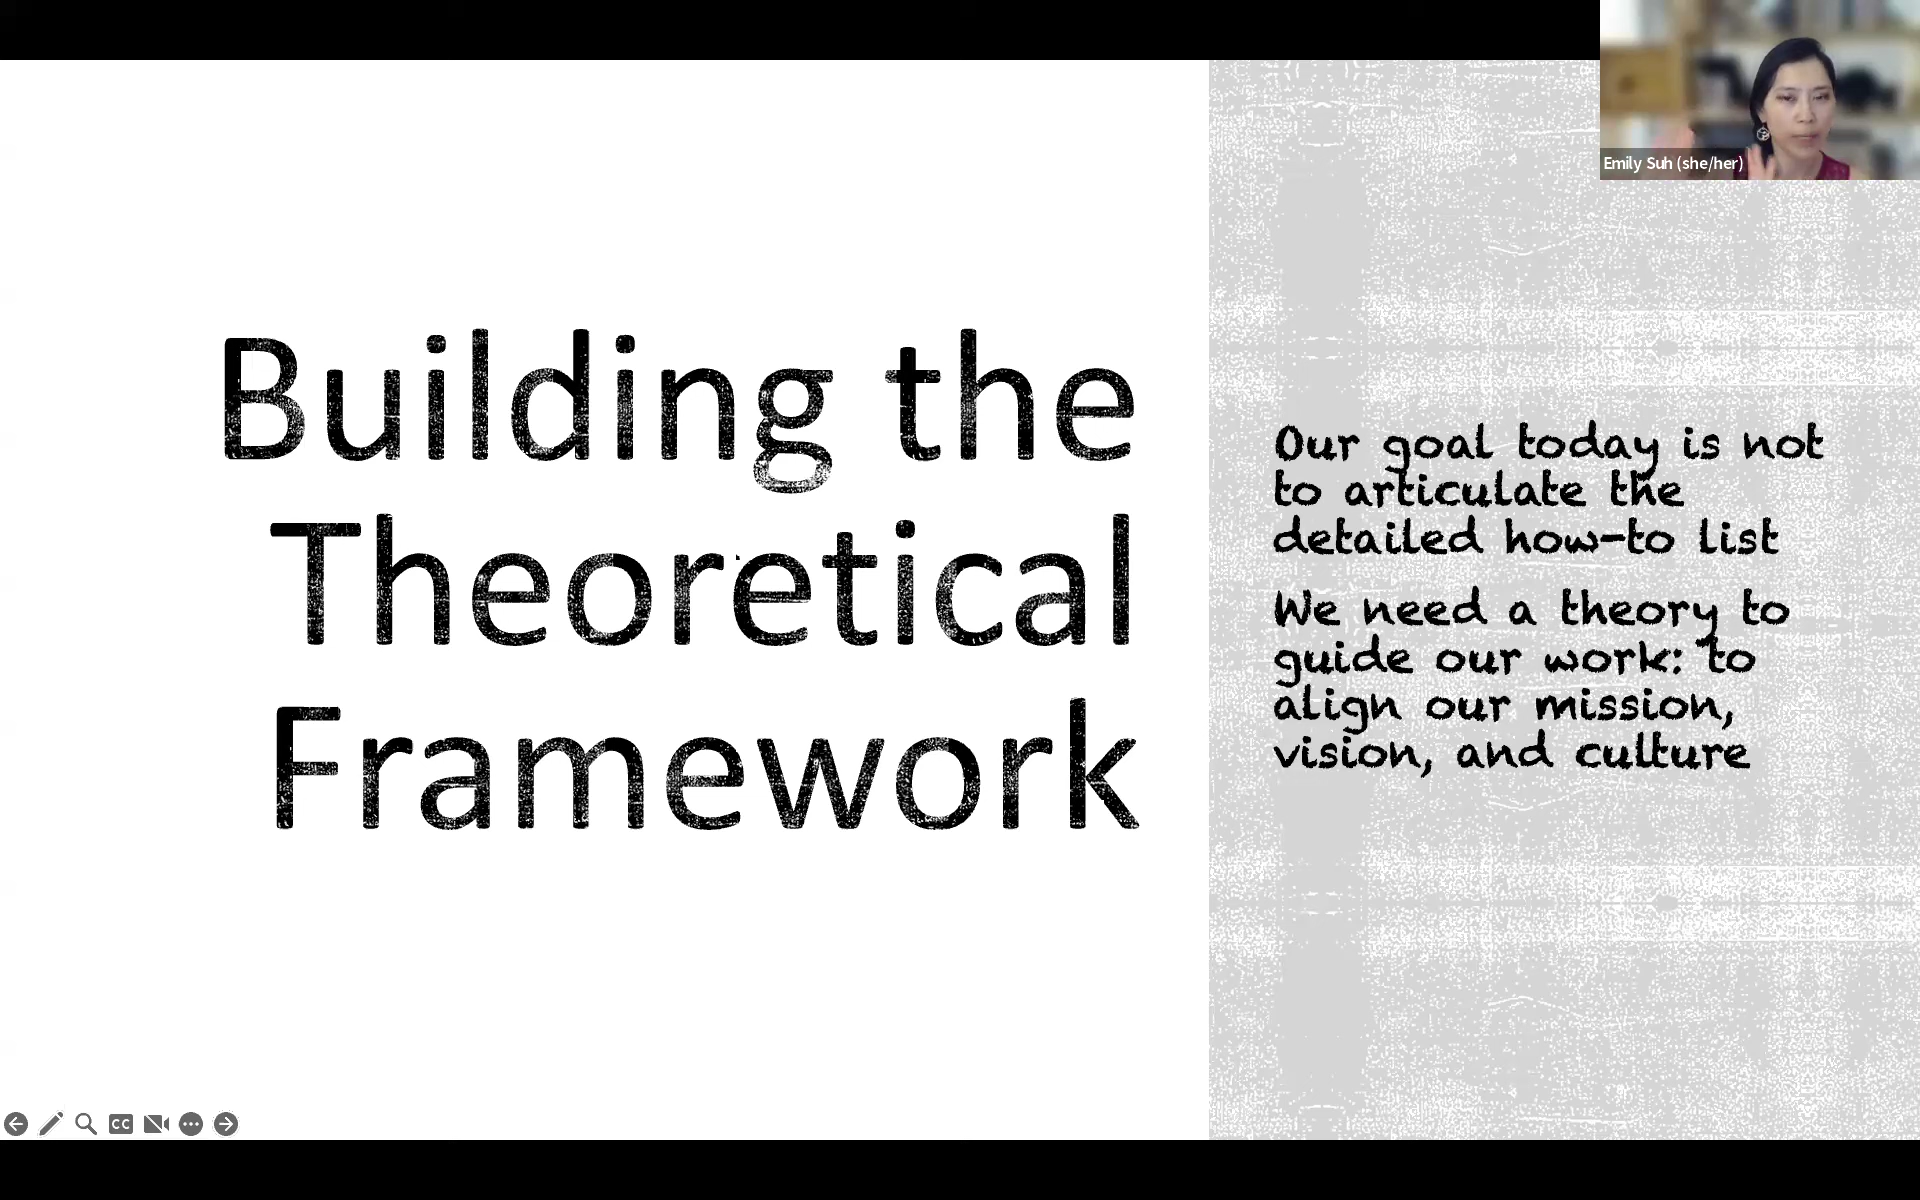 Building the
Theoretical
Framework
Our goal today is not
to articulate the
detailed how-to list
We need a theory to
guide our work: to
align our mission,
vision, and culture
Emily Suh (she/her)
CC